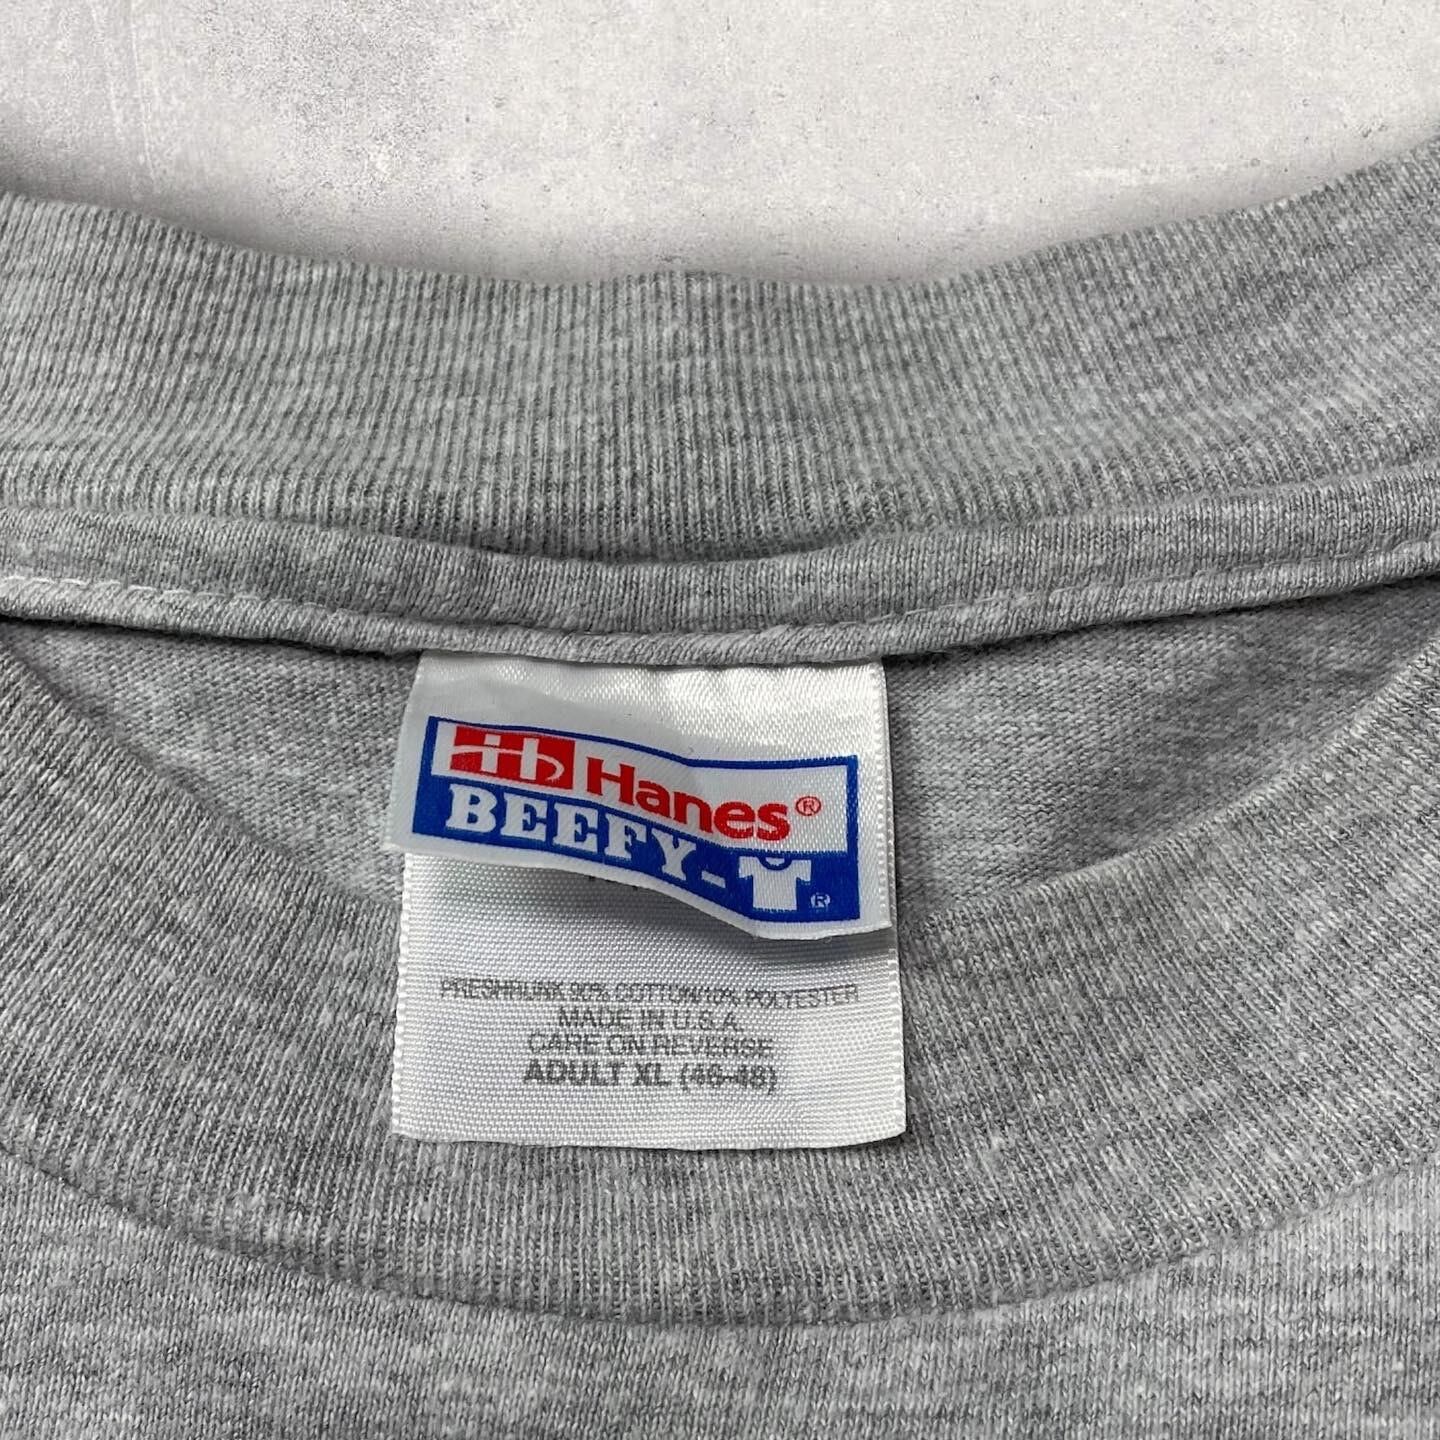 Hanes®
BEEFY-T®
PRESHRUNK 90% COTTON/10% POLYESTER
MADE IN U.S.A.
CARE ON REVERSE
ADULT XL (46-48)